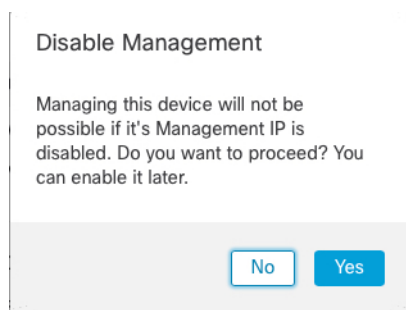 Disable Management
Managing this device will not be
possible if it's Management IP is
disabled. Do you want to proceed? You
can enable it later.
No
Yes